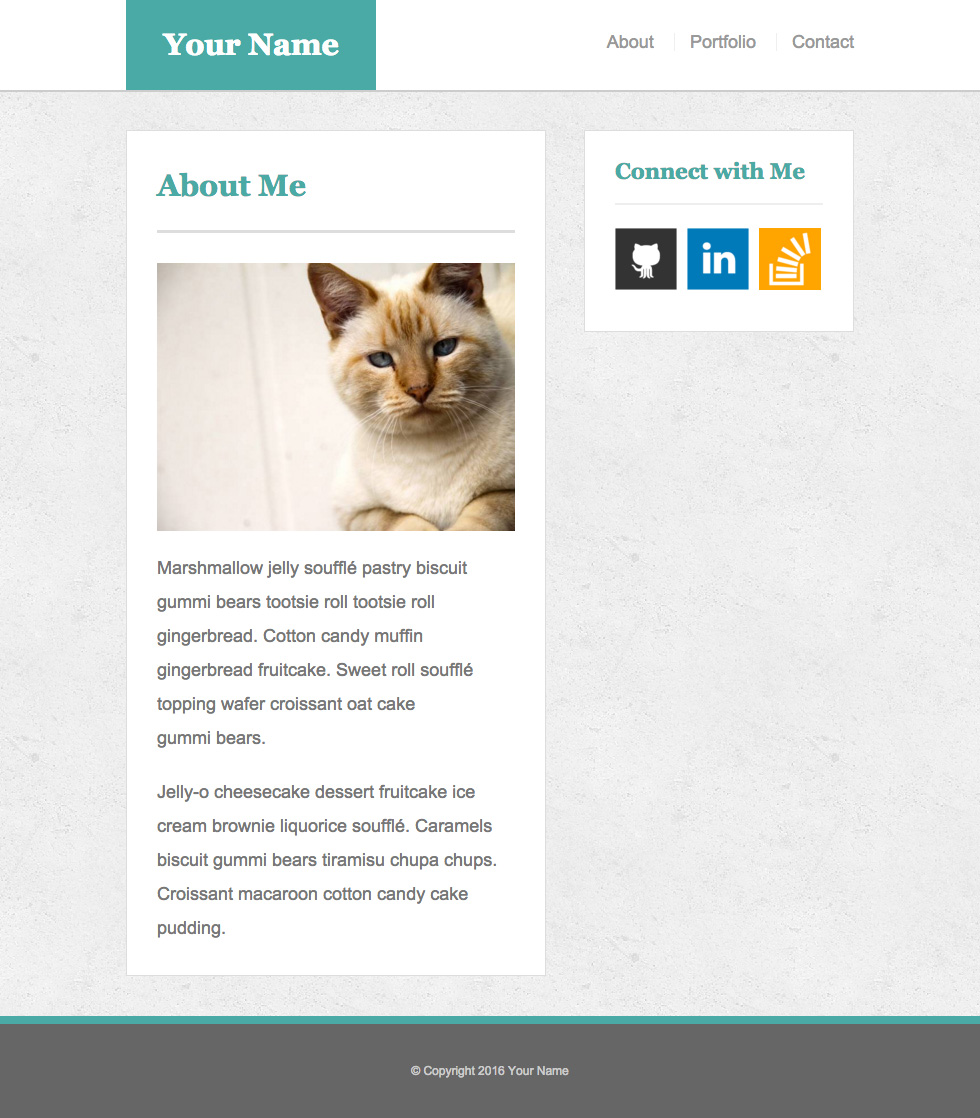 Your Name
About
Portfolio
Contact
About Me
Marshmallow jelly soufflé pastry biscuit
gummi bears tootsie roll tootsie roll
gingerbread. Cotton candy muffin
gingerbread fruitcake. Sweet roll soufflé
topping wafer croissant oat cake
gummi bears.
Jelly-o cheesecake dessert fruitcake ice
cream brownie liquorice soufflé. Caramels
biscuit gummi bears tiramisu chupa chups.
Croissant macaroon cotton candy cake
pudding.
Connect with Me
in
© Copyright 2016 Your Name